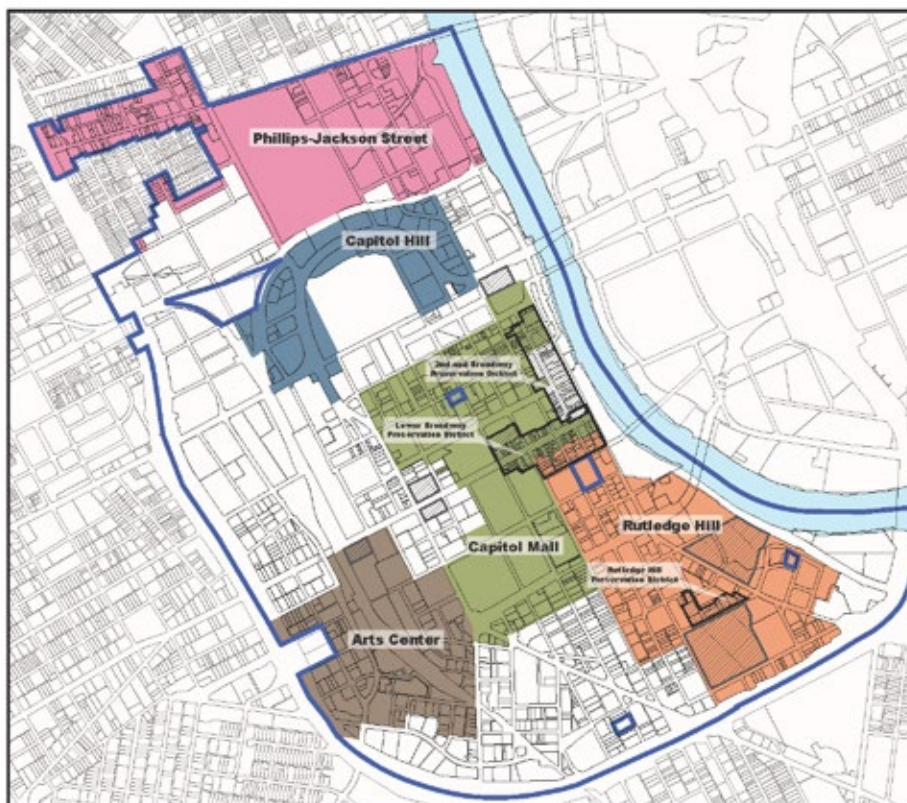 Phillips-Jackson Street
Capitol Hill
2nd and Broadway
Preservation District
Lower Broadway
Preservation District
Rutledge Hill
Capitol Mall
Rutledge Hill
Preservation District
Arts Center